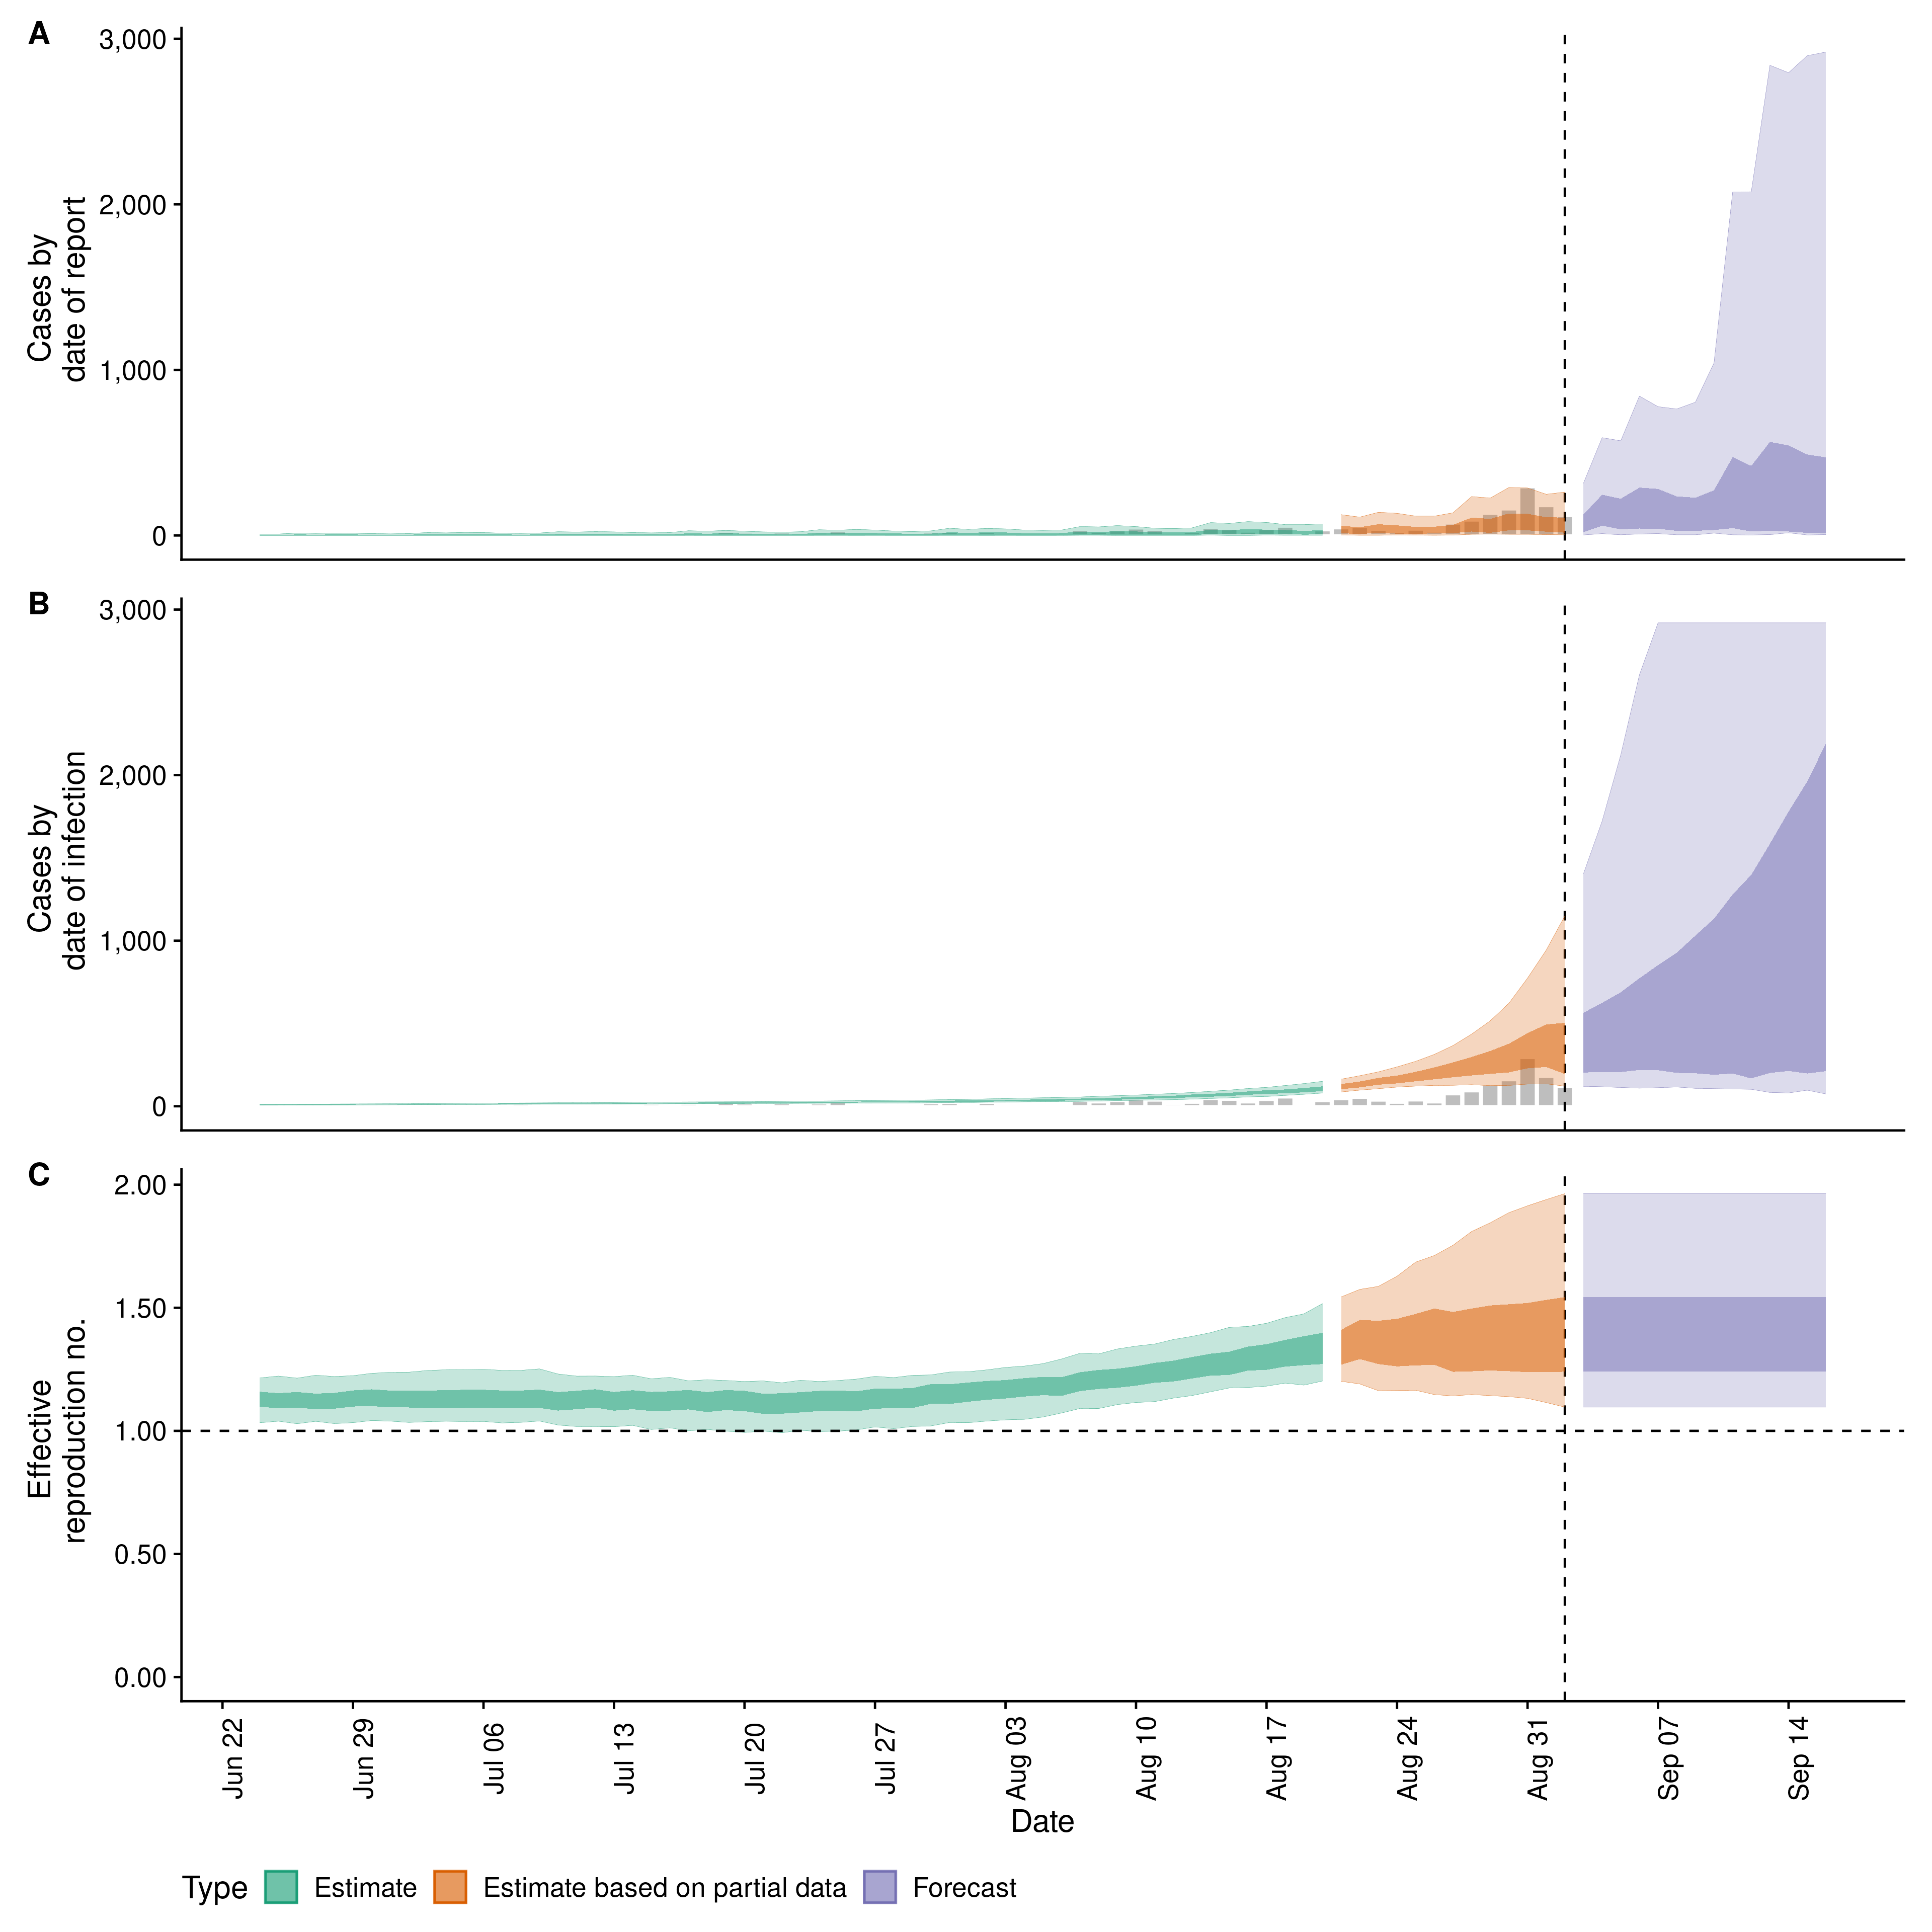 A
3,000
2,000
1,000
0
Cases by
date of report
B
3,000
2,000
1,000
0
Cases by
date of infection
C
2.00
1.50
1.00
0.50
0.00
Effective
reproduction no.
Jun 22
Jun 29
Jul 06
Jul 13
Jul 20
Jul 27
Aug 03
Aug 10
Aug 17
Aug 24
Aug 31
Sep 07
Sep 14
Date
Type Estimate Estimate based on partial data Forecast